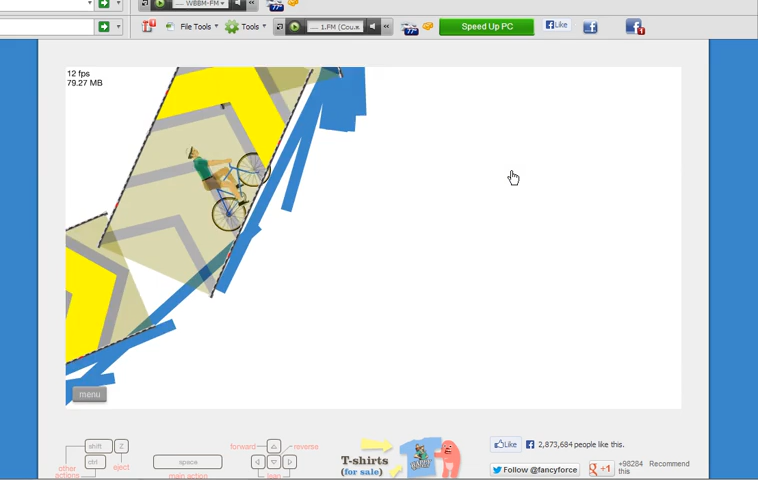 WBBM-FM
File Tools
Tools
1.FM (Cou
77
Speed Up PC
Like
1
12 fps
79.27 MB
menu
shift Z
ctrl eject
other actions
space
main action
forward reverse
lean
T-shirts
(for sale)
Like 2,873,684 people like this.
Follow @fancyforce
+1 +98284 Recommend this